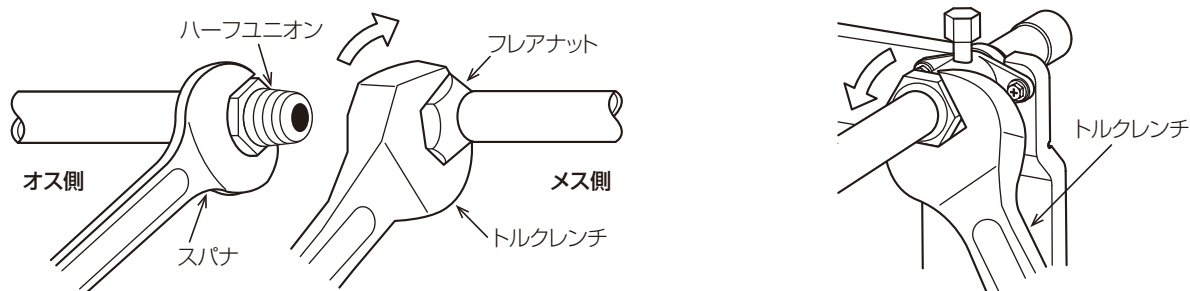 ハーフユニオン
フレアナット
オス側
メス側
スパナ
トルクレンチ
トルクレンチ